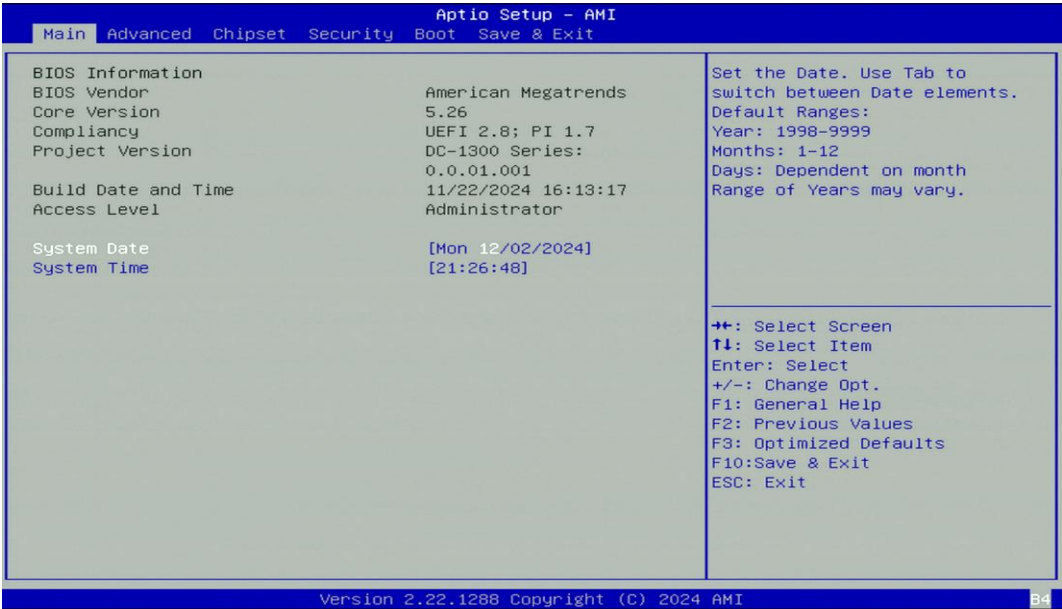 Aptio Setup – AMI
Main Advanced Chipset Security Boot Save & Exit
BIOS Information
BIOS Vendor American Megatrends
Core Version 5.26
Compliancy UEFI 2.8; PI 1.7
Project Version DC-1300 Series:
0.0.01.001
Build Date and Time 11/22/2024 16:13:17
Access Level Administrator
System Date [Mon 12/02/2024]
System Time [21:26:48]
Set the Date. Use Tab to
switch between Date elements.
Default Ranges:
Year: 1998-9999
Months: 1-12
Days: Dependent on month
Range of Years may vary.
→←: Select Screen
↑↓: Select Item
Enter: Select
+/-: Change Opt.
F1: General Help
F2: Previous Values
F3: Optimized Defaults
F10:Save & Exit
ESC: Exit
Version 2.22.1288 Copyright (C) 2024 AMI
B4